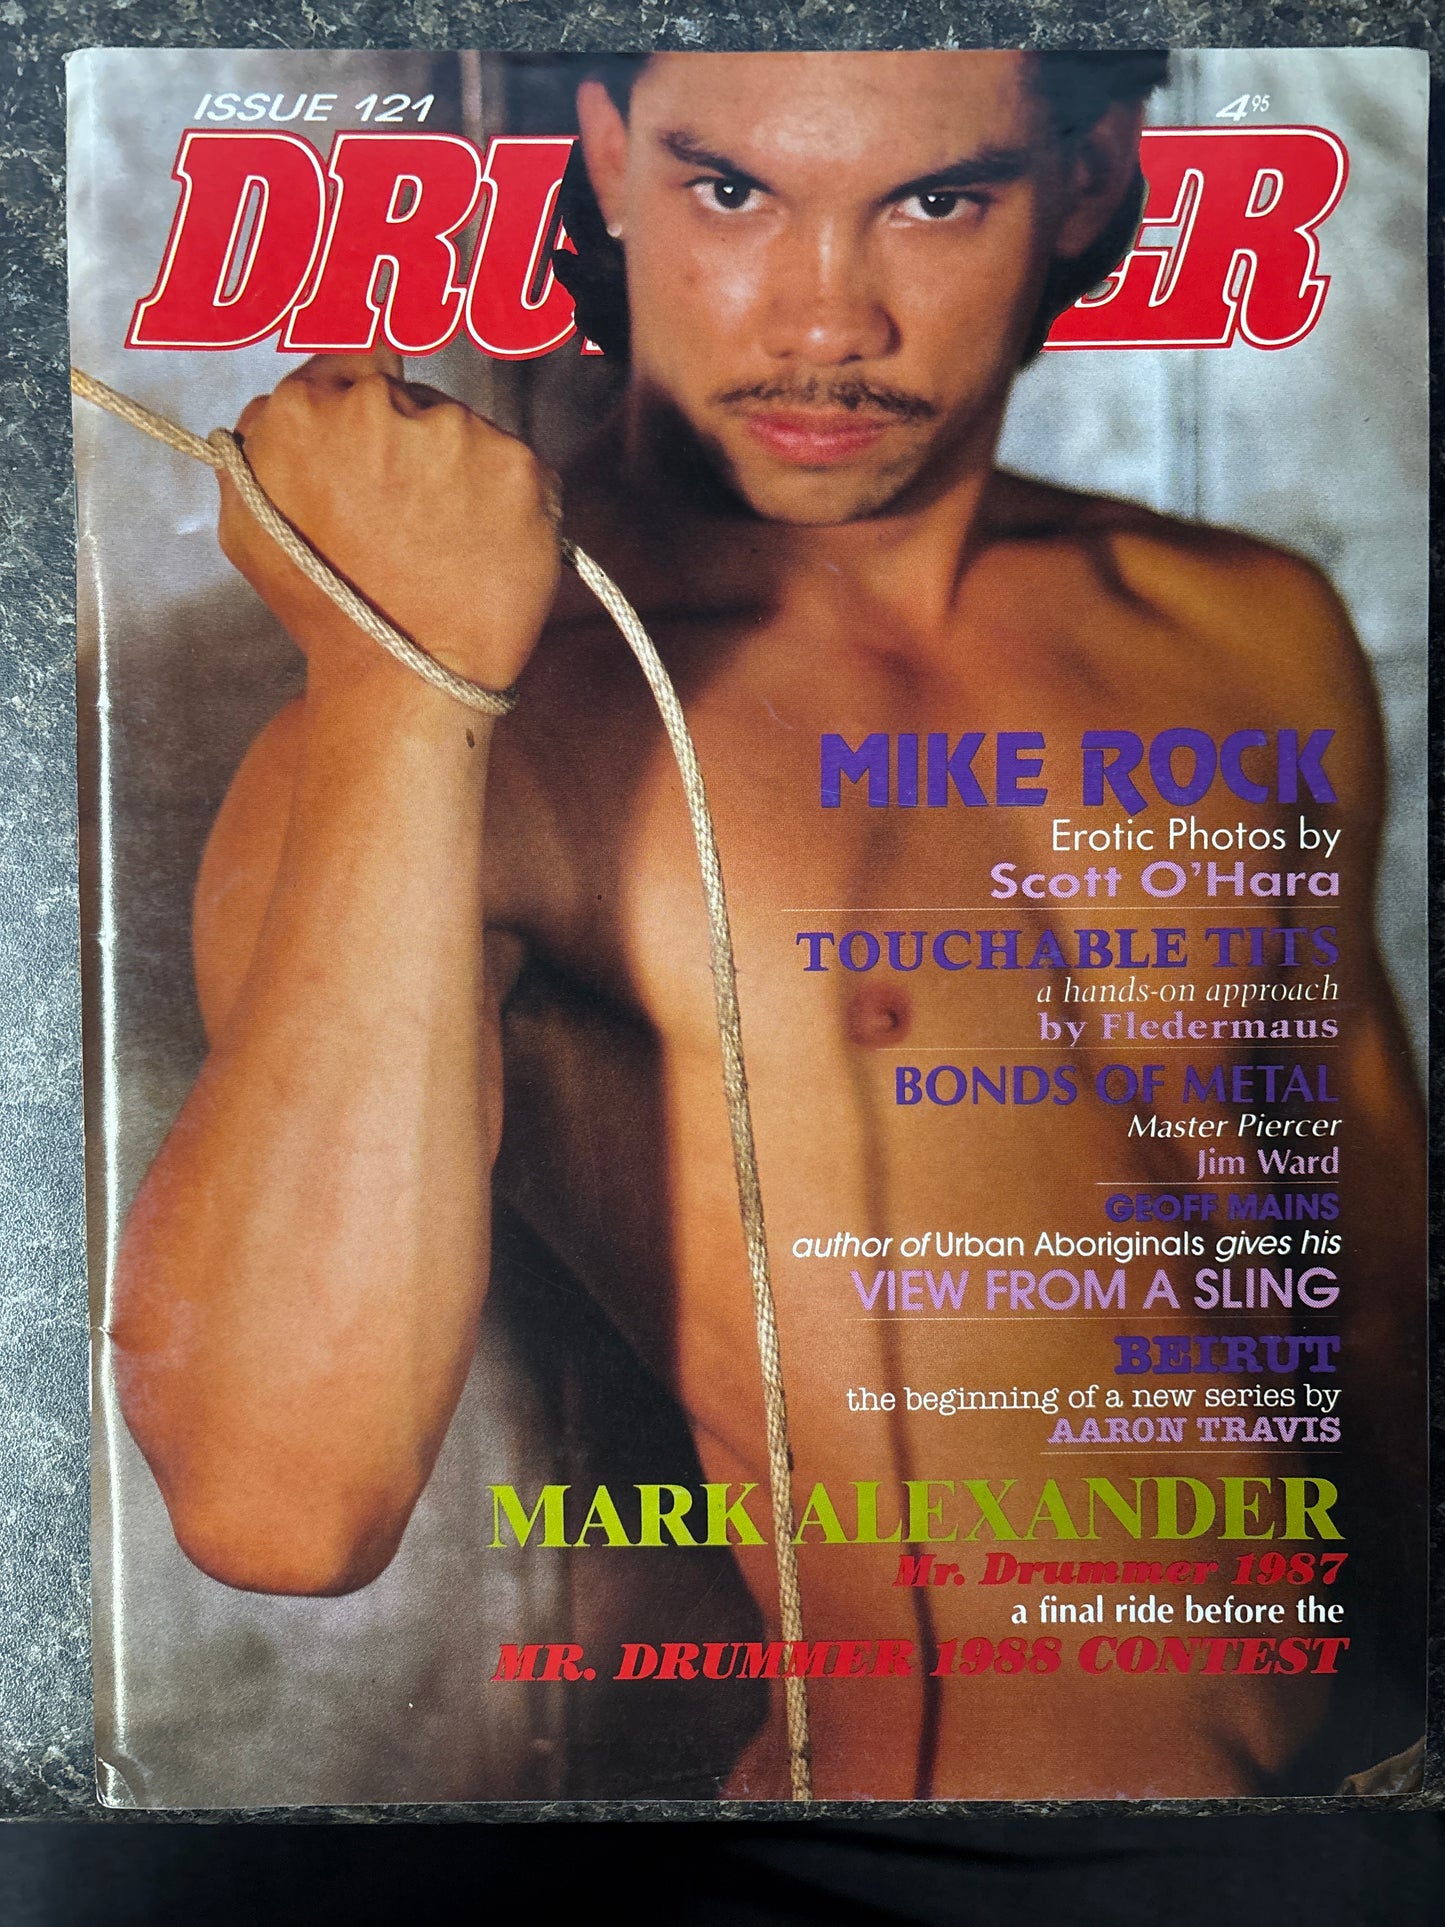 ISSUE 121
4.95
DRUMMER
MIKE ROCK
Erotic Photos by
Scott O'Hara
TOUCHABLE TITS
a hands-on approach
by Fledermaus
BONDS OF METAL
Master Piercer
Jim Ward
GEOFF MAINS
author of Urban Aboriginals gives his
VIEW FROM A SLING
BEIRUT
the beginning of a new series by
AARON TRAVIS
MARK ALEXANDER
Mr. Drummer 1987
a final ride before the
MR. DRUMMER 1988 CONTEST